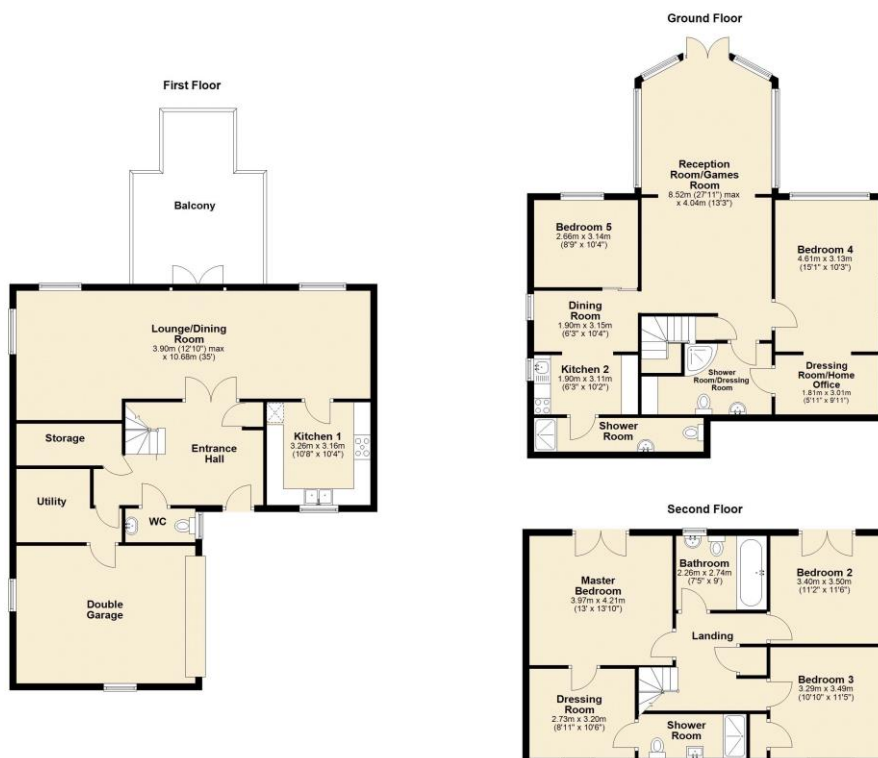 First Floor
Balcony
Lounge/Dining
Room
3.90m (12'10") max
x 10.68m (35')
Storage
Entrance
Hall
Kitchen 1
3.26m x 3.16m
(10'8" x 10'4")
Utility
WC
Double
Garage
Ground Floor
Reception
Room/Games
Room
8.52m (27'11") max
x 4.04m (13'3")
Bedroom 5
2.66m x 3.14m
(8'9" x 10'4")
Bedroom 4
4.61m x 3.13m
(15'1" x 10'3")
Dining
Room
1.90m x 3.15m
(6'3" x 10'4")
Kitchen 2
1.90m x 3.11m
(6'3" x 10'2")
Shower
Room/Dressing
Room
Dressing
Room/Home
Office
1.81m x 3.01m
(5'11" x 9'11")
Shower
Room
Second Floor
Master
Bedroom
3.97m x 4.21m
(13' x 13'10")
Bathroom
2.26m x 2.74m
(7'5" x 9')
Bedroom 2
3.40m x 3.50m
(11'2" x 11'6")
Landing
Dressing
Room
2.73m x 3.20m
(8'11" x 10'6")
Shower
Room
Bedroom 3
3.29m x 3.49m
(10'10" x 11'5")